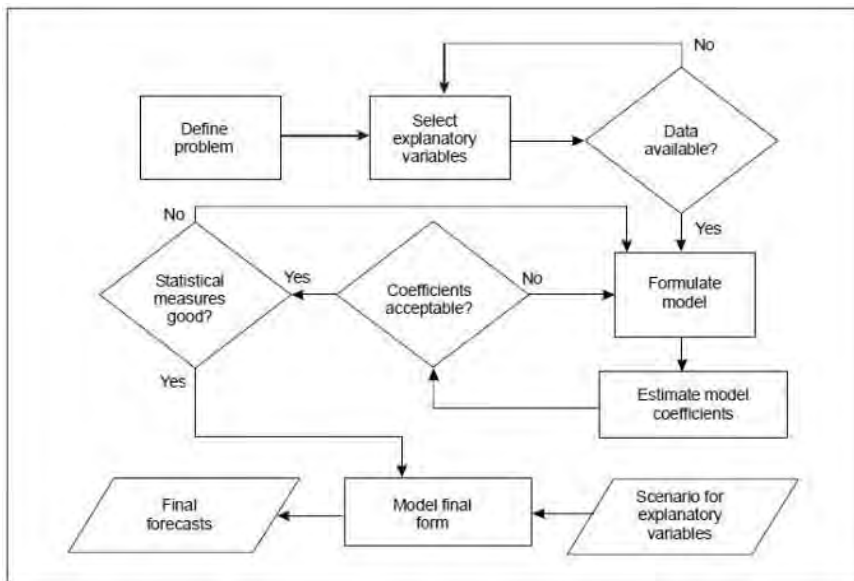 No
Define
problem
Select
explanatory
variables
Data
available?
No
Yes
Statistical
measures
good?
Yes
Coefficients
acceptable?
No
Formulate
model
Yes
Estimate model
coefficients
Final
forecasts
Model final
form
Scenario for
explanatory
variables